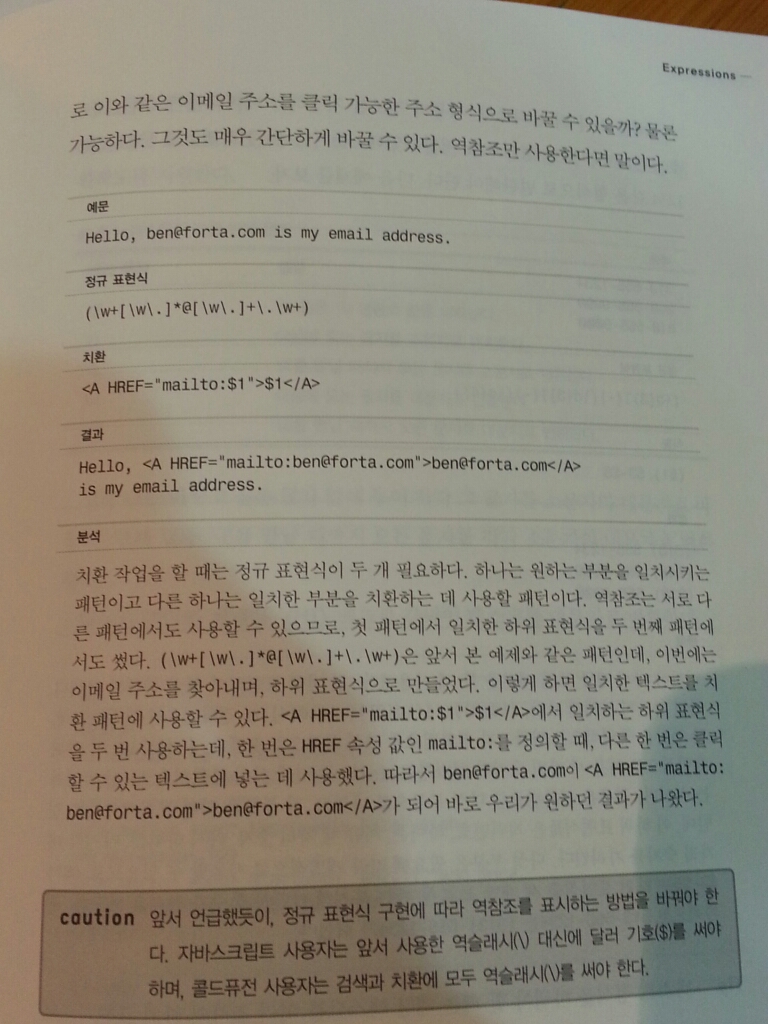 Expressions
로 이와 같은 이메일 주소를 클릭 가능한 주소 형식으로 바꿀 수 있을까? 물론
가능하다. 그것도 매우 간단하게 바꿀 수 있다. 역참조만 사용한다면 말이다.
예문
Hello, ben@forta.com is my email address.
정규 표현식
(\w+[\w\.]*@[\w\.]+\.\w+)
치환
<A HREF="mailto:$1">$1</A>
결과
Hello, <A HREF="mailto:ben@forta.com">ben@forta.com</A>
is my email address.
분석
치환 작업을 할 때는 정규 표현식이 두 개 필요하다. 하나는 원하는 부분을 일치시키는
패턴이고 다른 하나는 일치한 부분을 치환하는 데 사용할 패턴이다. 역참조는 서로 다
른 패턴에서도 사용할 수 있으므로, 첫 패턴에서 일치한 하위 표현식을 두 번째 패턴에
서도 썼다. (\w+[\w\.]*@[\w\.]+\.\w+)은 앞서 본 예제와 같은 패턴인데, 이번에는
이메일 주소를 찾아내며, 하위 표현식으로 만들었다. 이렇게 하면 일치한 텍스트를 치
환 패턴에 사용할 수 있다. <A HREF="mailto:$1">$1</A>에서 일치하는 하위 표현식
을 두 번 사용하는데, 한 번은 HREF 속성 값인 mailto:를 정의할 때, 다른 한 번은 클릭
할 수 있는 텍스트에 넣는 데 사용했다. 따라서 ben@forta.com이 <A HREF="mailto:
ben@forta.com">ben@forta.com</A>가 되어 바로 우리가 원하던 결과가 나왔다.
caution 앞서 언급했듯이, 정규 표현식 구현에 따라 역참조를 표시하는 방법을 바꿔야 한
다. 자바스크립트 사용자는 앞서 사용한 역슬래시(\) 대신에 달러 기호($)를 써야
하며, 콜드퓨전 사용자는 검색과 치환에 모두 역슬래시(\)를 써야 한다.